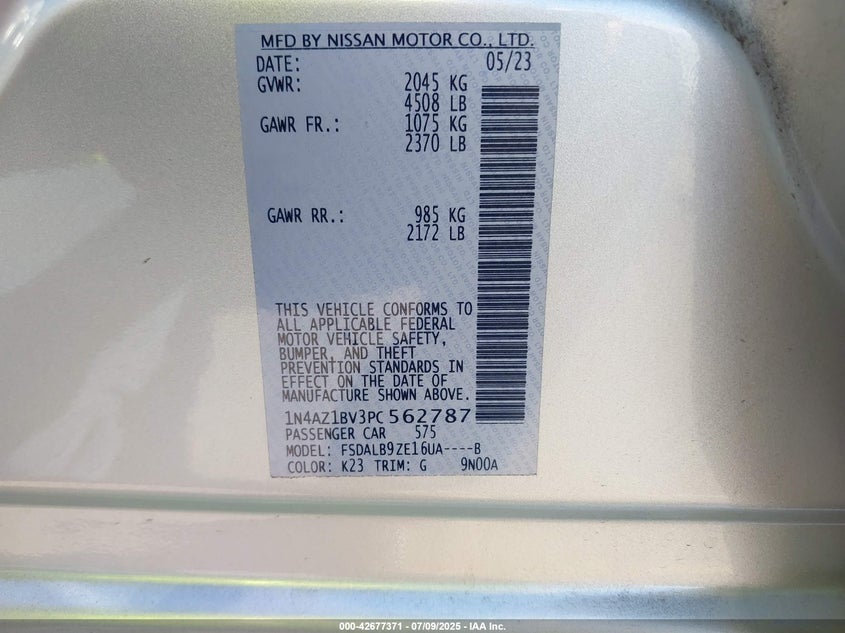 MFD BY NISSAN MOTOR CO., LTD.
DATE: 05/23
GVWR: 2045 KG
4508 LB
GAWR FR.: 1075 KG
2370 LB
GAWR RR.: 985 KG
2172 LB
THIS VEHICLE CONFORMS TO
ALL APPLICABLE FEDERAL
MOTOR VEHICLE SAFETY,
BUMPER, AND THEFT
PREVENTION STANDARDS IN
EFFECT ON THE DATE OF
MANUFACTURE SHOWN ABOVE.
1N4AZ1BV3PC562787
PASSENGER CAR 575
MODEL: FSDALB9ZE16UA----B
COLOR: K23 TRIM: G 9N00A
000-42677371 - 07/09/2025 - IAA Inc.